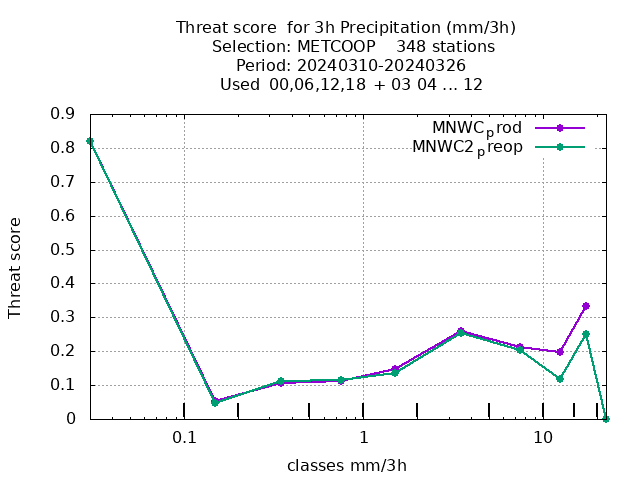 Threat score  for 3h Precipitation (mm/3h)
Selection: METCOOP    348 stations
Period: 20240310-20240326
Used  00,06,12,18  + 03 04 ... 12
MNWCprod
MNWC2preop
0.9
0.8
0.7
0.6
0.5
0.4
0.3
0.2
0.1
0
Threat score
0.1 1 10
classes mm/3h